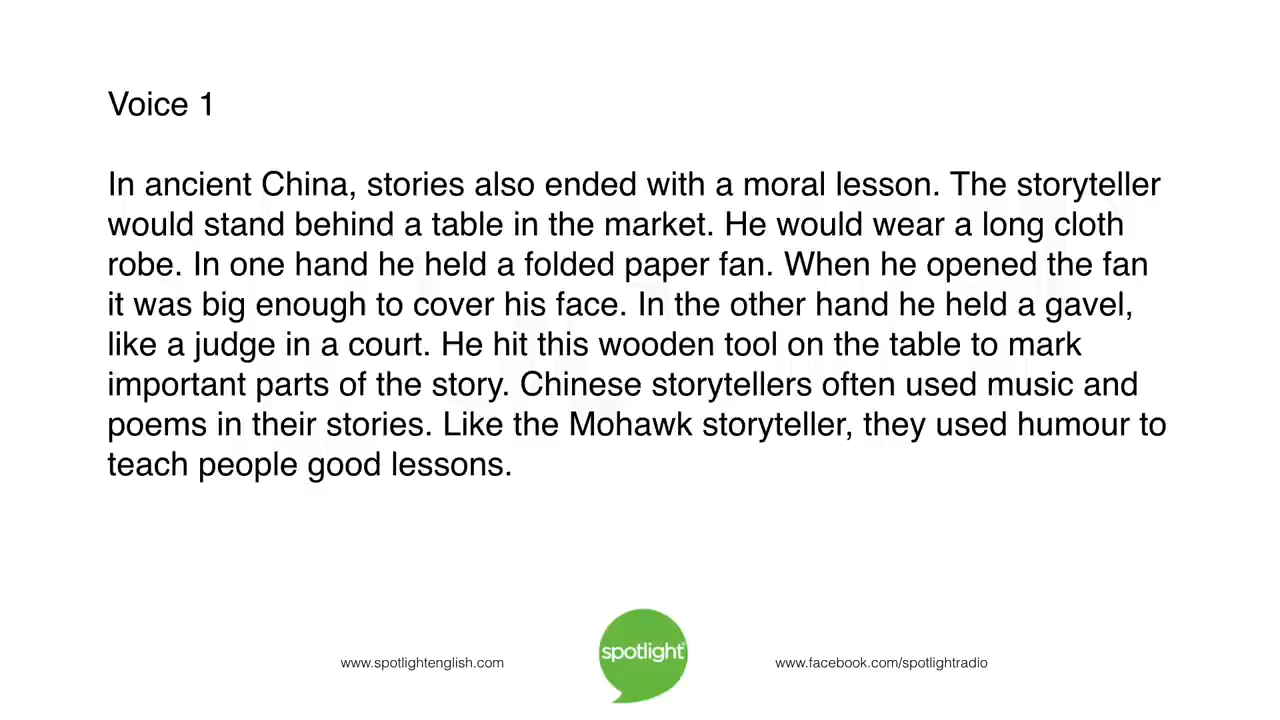 Voice 1
In ancient China, stories also ended with a moral lesson. The storyteller
would stand behind a table in the market. He would wear a long cloth
robe. In one hand he held a folded paper fan. When he opened the fan
it was big enough to cover his face. In the other hand he held a gavel,
like a judge in a court. He hit this wooden tool on the table to mark
important parts of the story. Chinese storytellers often used music and
poems in their stories. Like the Mohawk storyteller, they used humour to
teach people good lessons.
www.spotlightenglish.com
spotlight
www.facebook.com/spotlightradio